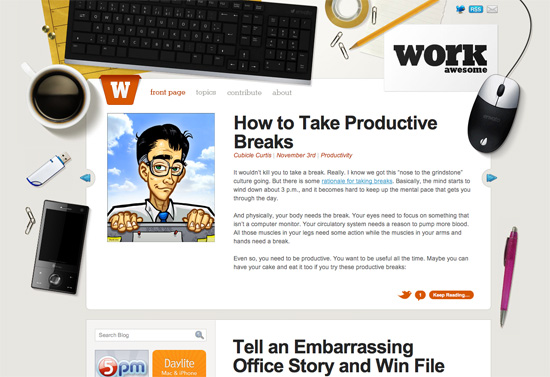 RSS
work
awesome
W
front page topics contribute about
How to Take Productive
Breaks
Cubicle Curtis | November 3rd | Productivity
It wouldn't kill you to take a break. Really. I know we got this "nose to the grindstone"
culture going. But there is some rationale for taking breaks. Basically, the mind starts to
wind down about 3 p.m., and it becomes hard to keep up the mental pace that gets you
through the day.
And physically, your body needs the break. Your eyes need to focus on something that
isn't a computer monitor. Your circulatory system needs a reason to pump more blood.
All those muscles in your legs need some action while the muscles in your arms and
hands need a break.
Even so, you need to be productive. You want to be useful all the time. Maybe you can
have your cake and eat it too if you try these productive breaks:
1 Keep Reading...
Search Blog
5pm
Daylite
Mac & iPhone
Tell an Embarrassing
Office Story and Win File